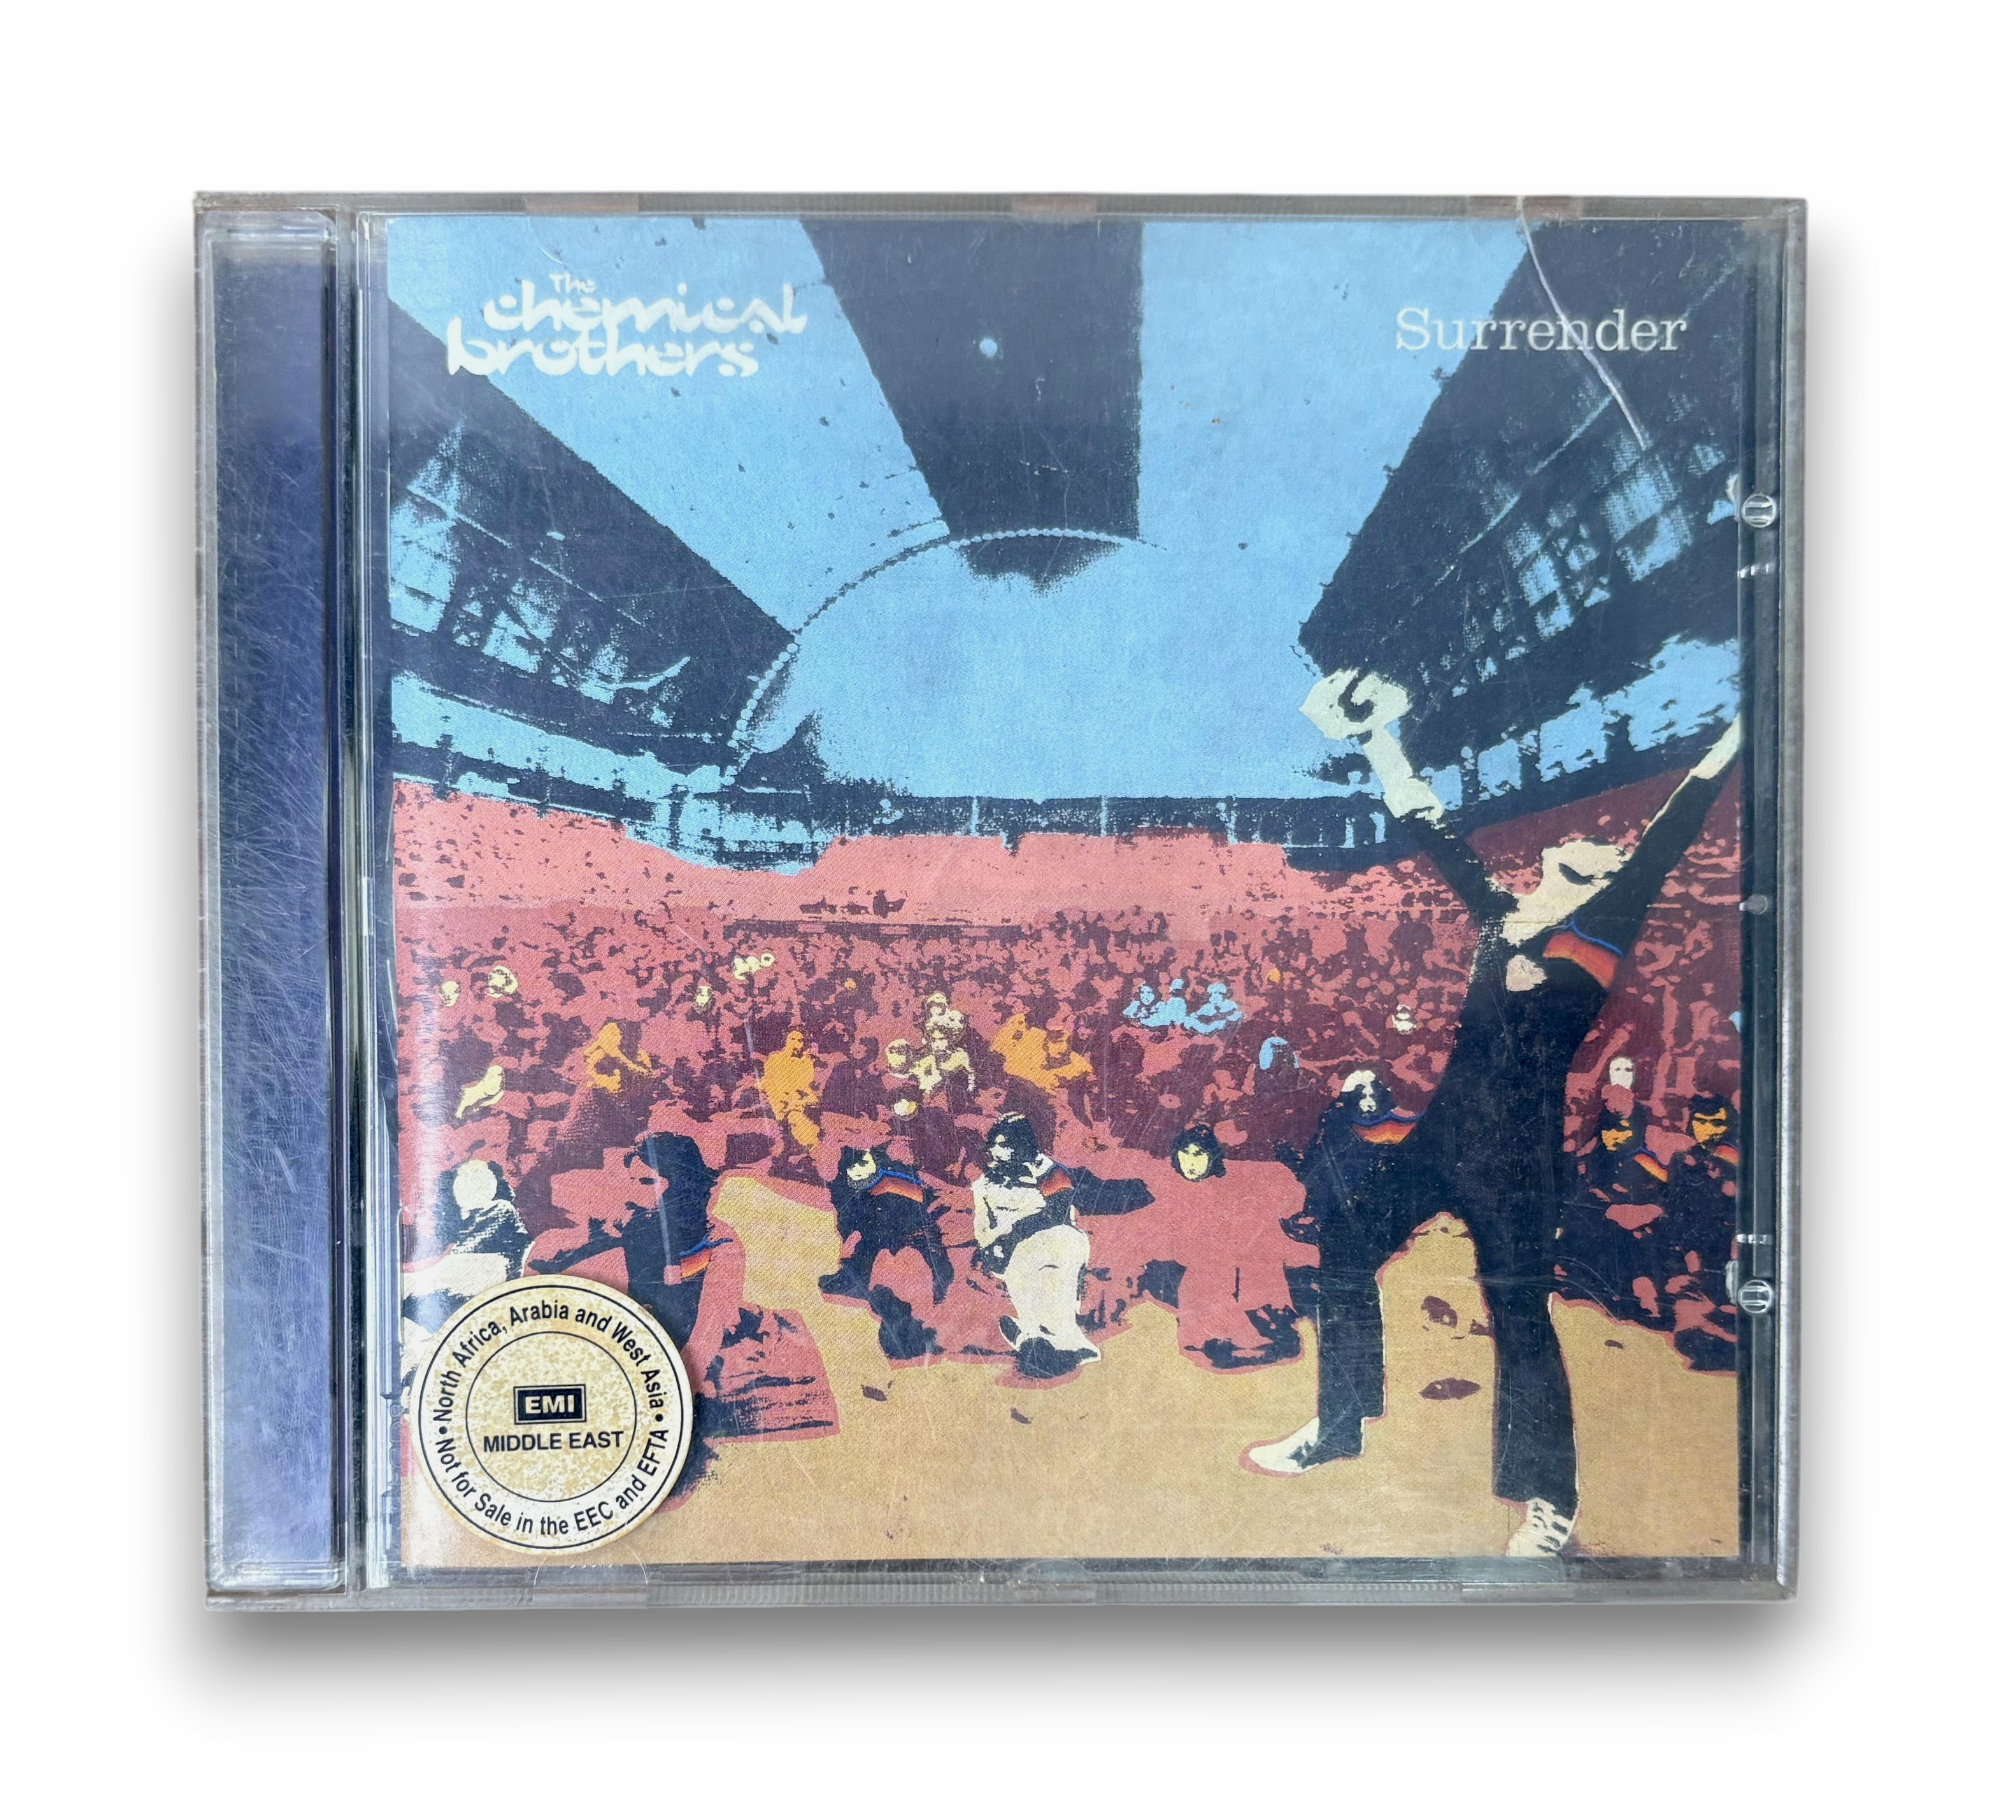 The
chemical
brothers
Surrender
• North Africa, Arabia and West Asia •
EMI
MIDDLE EAST
Not for Sale in the EEC and EFTA